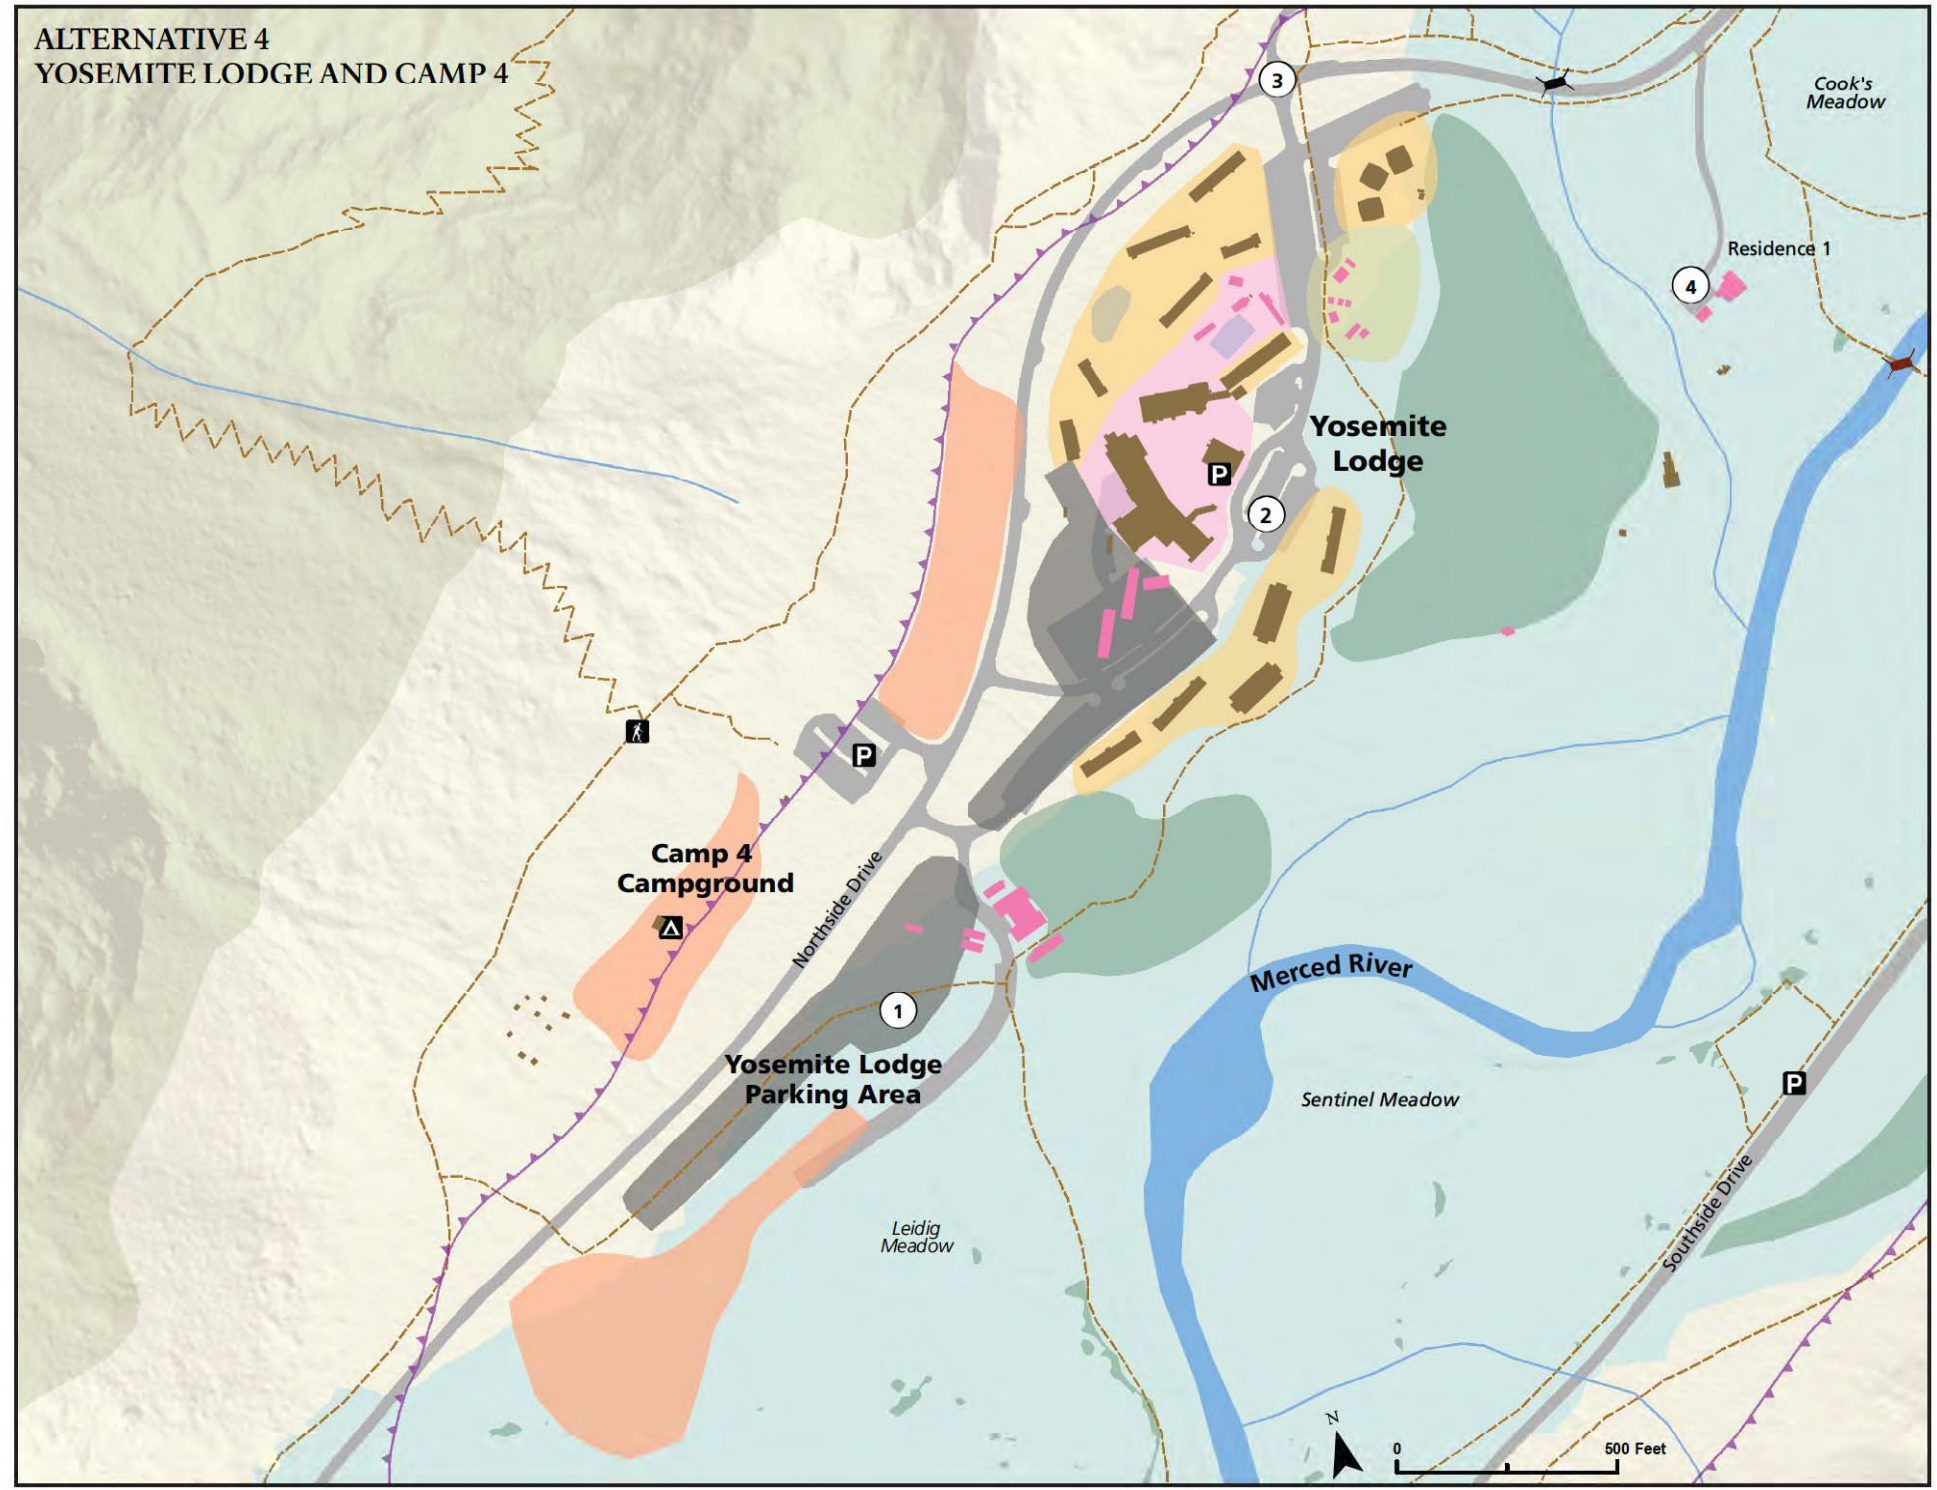 ALTERNATIVE 4
YOSEMITE LODGE AND CAMP 4
3
Cook's
Meadow
Residence 1
4
Yosemite
Lodge
P
2
P
Camp 4
Campground
Northside Drive
Merced River
1
Yosemite Lodge
Parking Area
P
Sentinel Meadow
Southside Drive
Leidig
Meadow
N
0
500 Feet